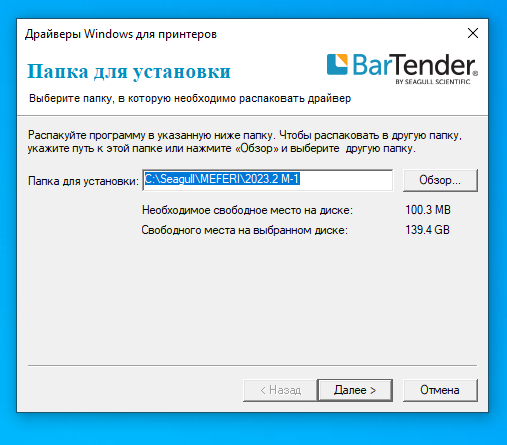 Драйверы Windows для принтеров
Папка для установки
BarTender®
BY SEAGULL SCIENTIFIC
Выберите папку, в которую необходимо распаковать драйвер
Распакуйте программу в указанную ниже папку. Чтобы распаковать в другую папку,
укажите путь к этой папке или нажмите «Обзор» и выберите другую папку.
Папка для установки: C:\Seagull\MEFERI\2023.2 M-1 Обзор...
Необходимое свободное место на диске: 100.3 MB
Свободного места на выбранном диске: 139.4 GB
< Назад Далее > Отмена